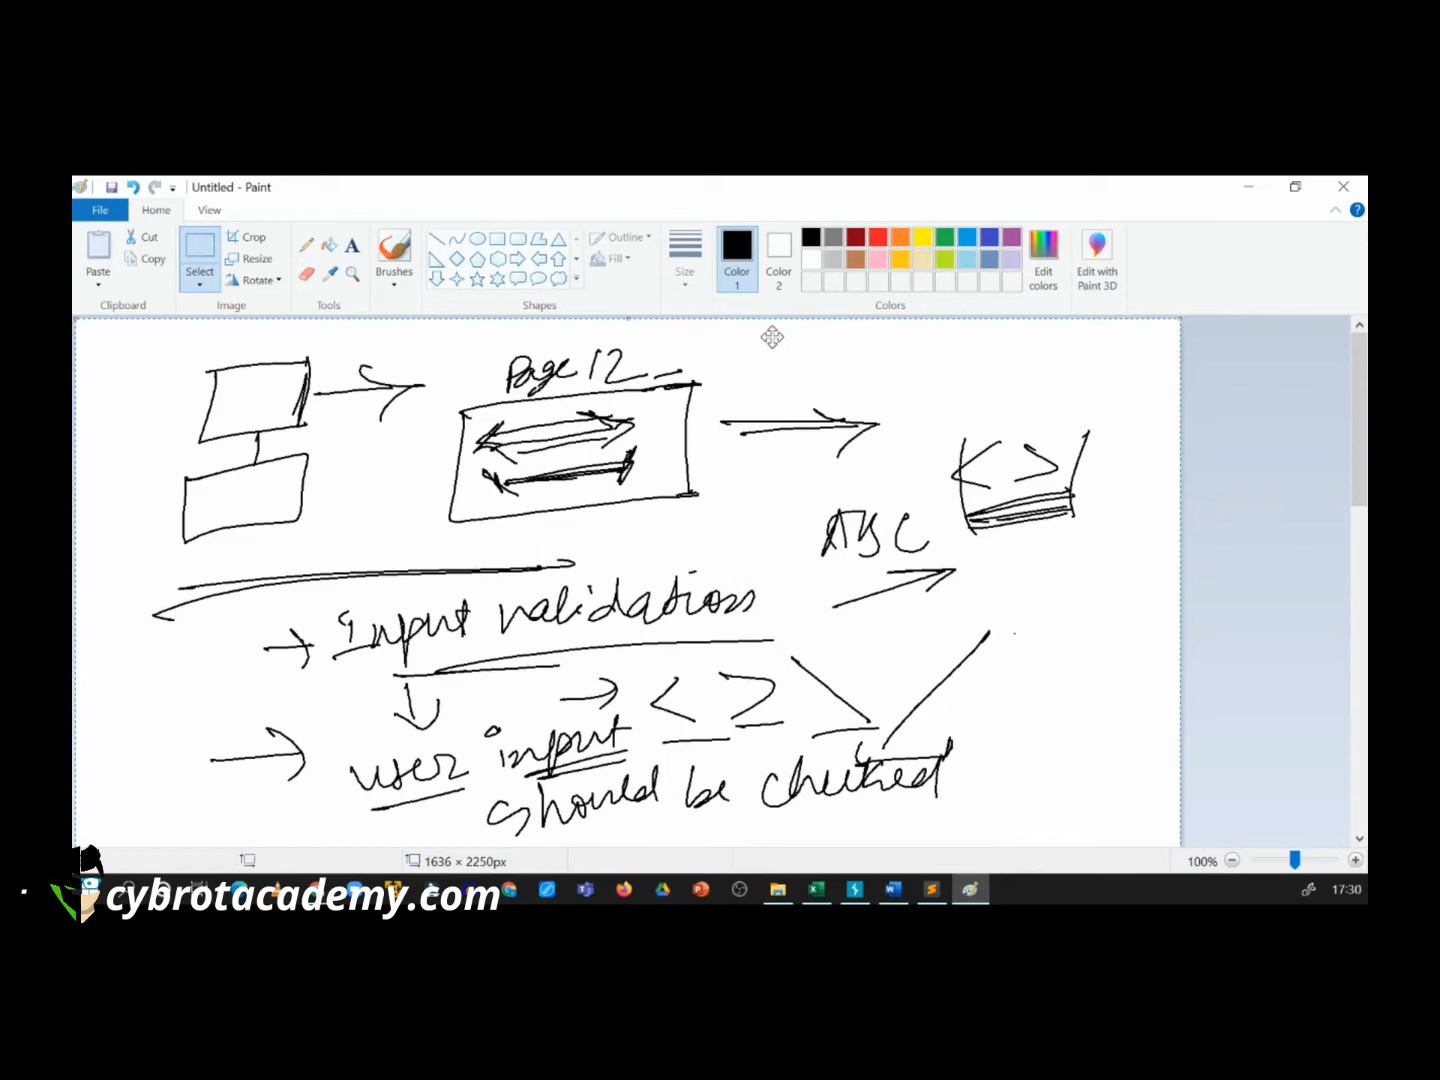 Untitled - Paint
File Home View
Cut
Copy
Paste
Clipboard
Select
Crop
Resize
Rotate
Image
A
Tools
Brushes
Outline
Fill
Shapes
Size
Color 1
Color 2
Colors
Edit colors
Edit with Paint 3D
Page 12
< >
ABC
→ Input validations
→ < >
→ user input
should be checked
1636 × 2250px
100%
cybrotacademy.com
17:30